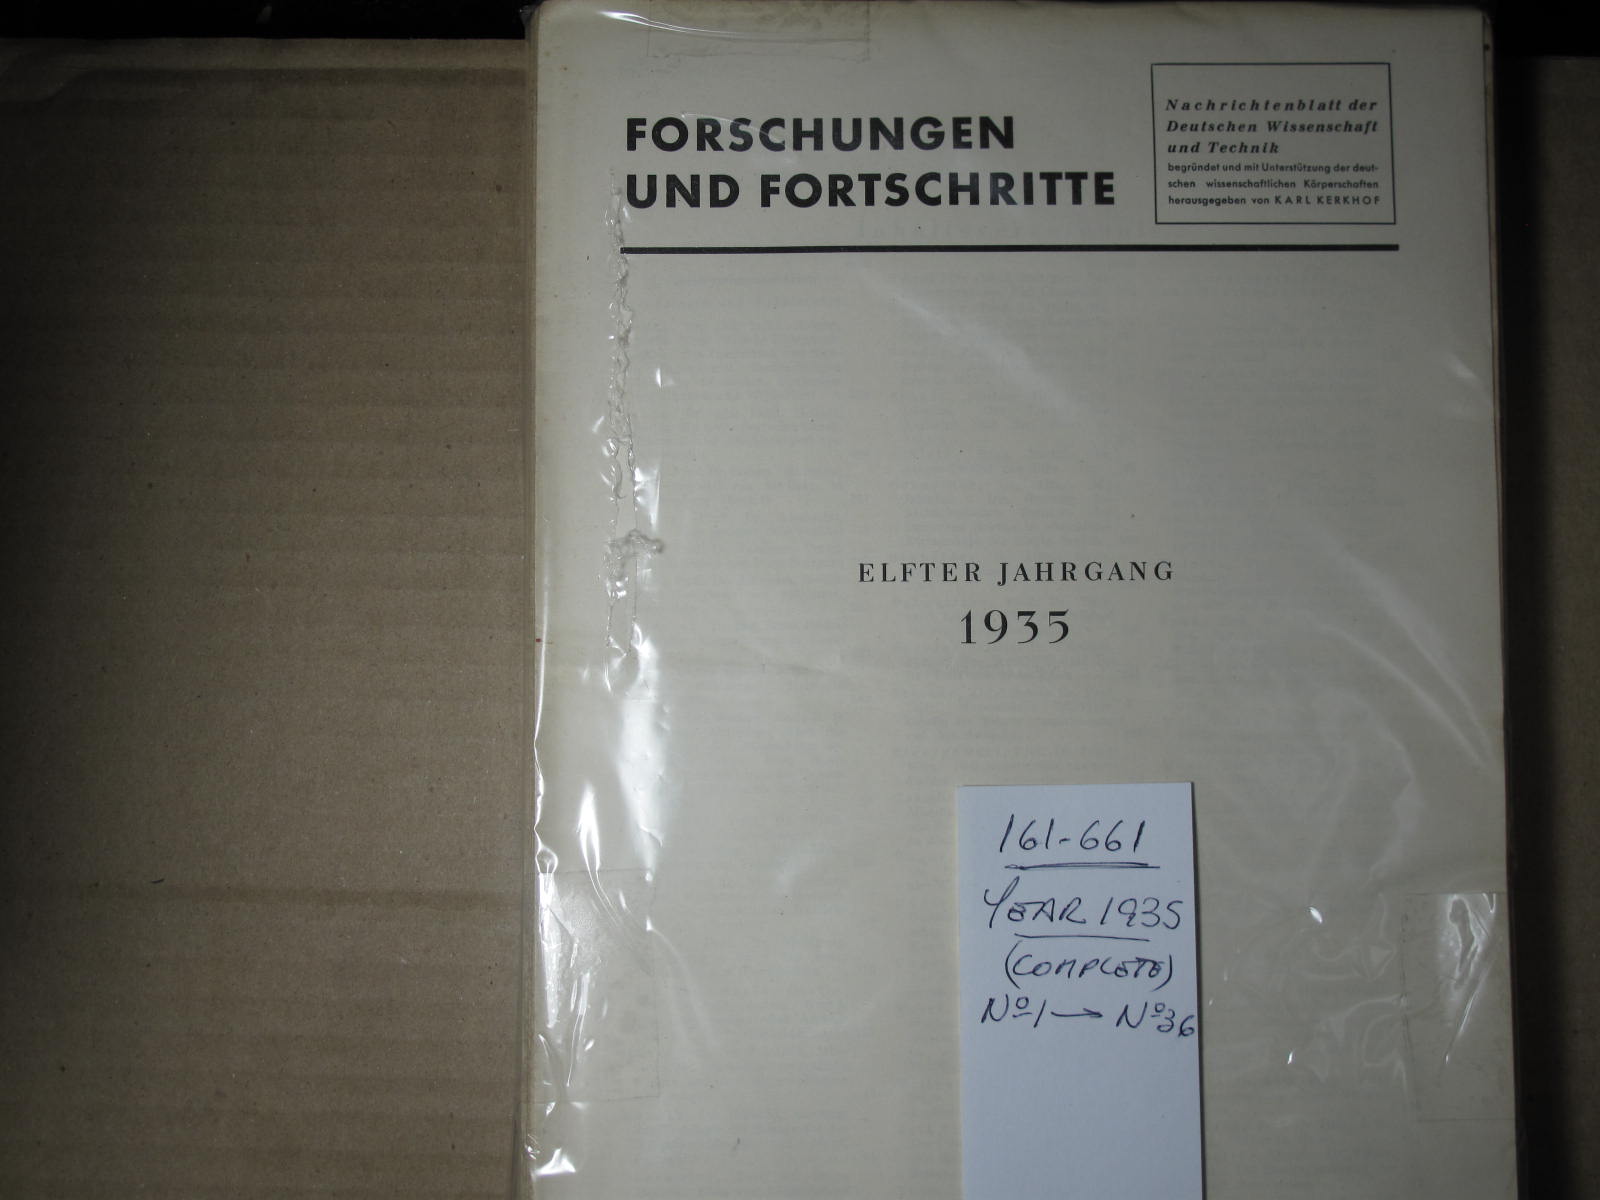 FORSCHUNGEN
UND FORTSCHRITTE
Nachrichtenblatt der
Deutschen Wissenschaft
und Technik
begründet und mit Unterstützung der deut-
schen wissenschaftlichen Körperschaften
herausgegeben von KARL KERKHOF
ELFTER JAHRGANG
1935
161-661
YEAR 1935
(COMPLETE)
Nº1 → Nº36